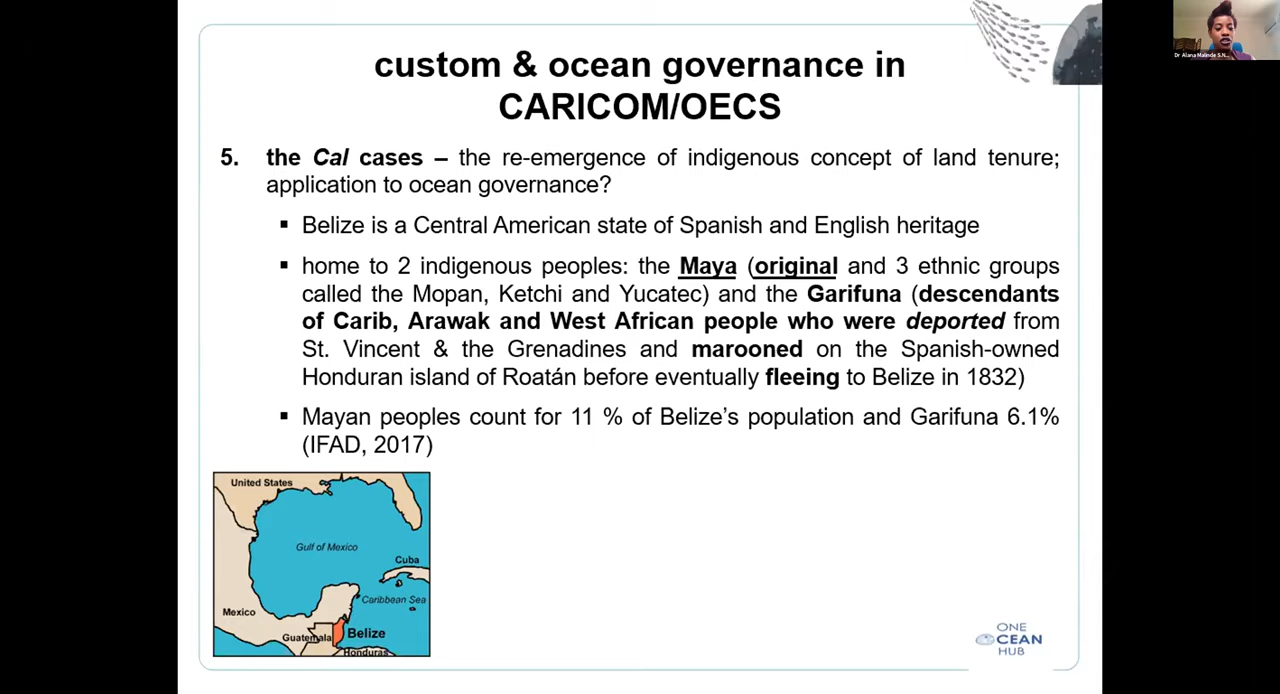 Dr Alana Malinde S.N...
custom & ocean governance in
CARICOM/OECS
5. the Cal cases – the re-emergence of indigenous concept of land tenure;
application to ocean governance?
▪ Belize is a Central American state of Spanish and English heritage
▪ home to 2 indigenous peoples: the Maya (original and 3 ethnic groups
called the Mopan, Ketchi and Yucatec) and the Garifuna (descendants
of Carib, Arawak and West African people who were deported from
St. Vincent & the Grenadines and marooned on the Spanish-owned
Honduran island of Roatán before eventually fleeing to Belize in 1832)
▪ Mayan peoples count for 11 % of Belize’s population and Garifuna 6.1%
(IFAD, 2017)
United States
Gulf of Mexico
Cuba
Caribbean Sea
Mexico
Guatemala
Belize
Honduras
ONE
OCEAN
HUB